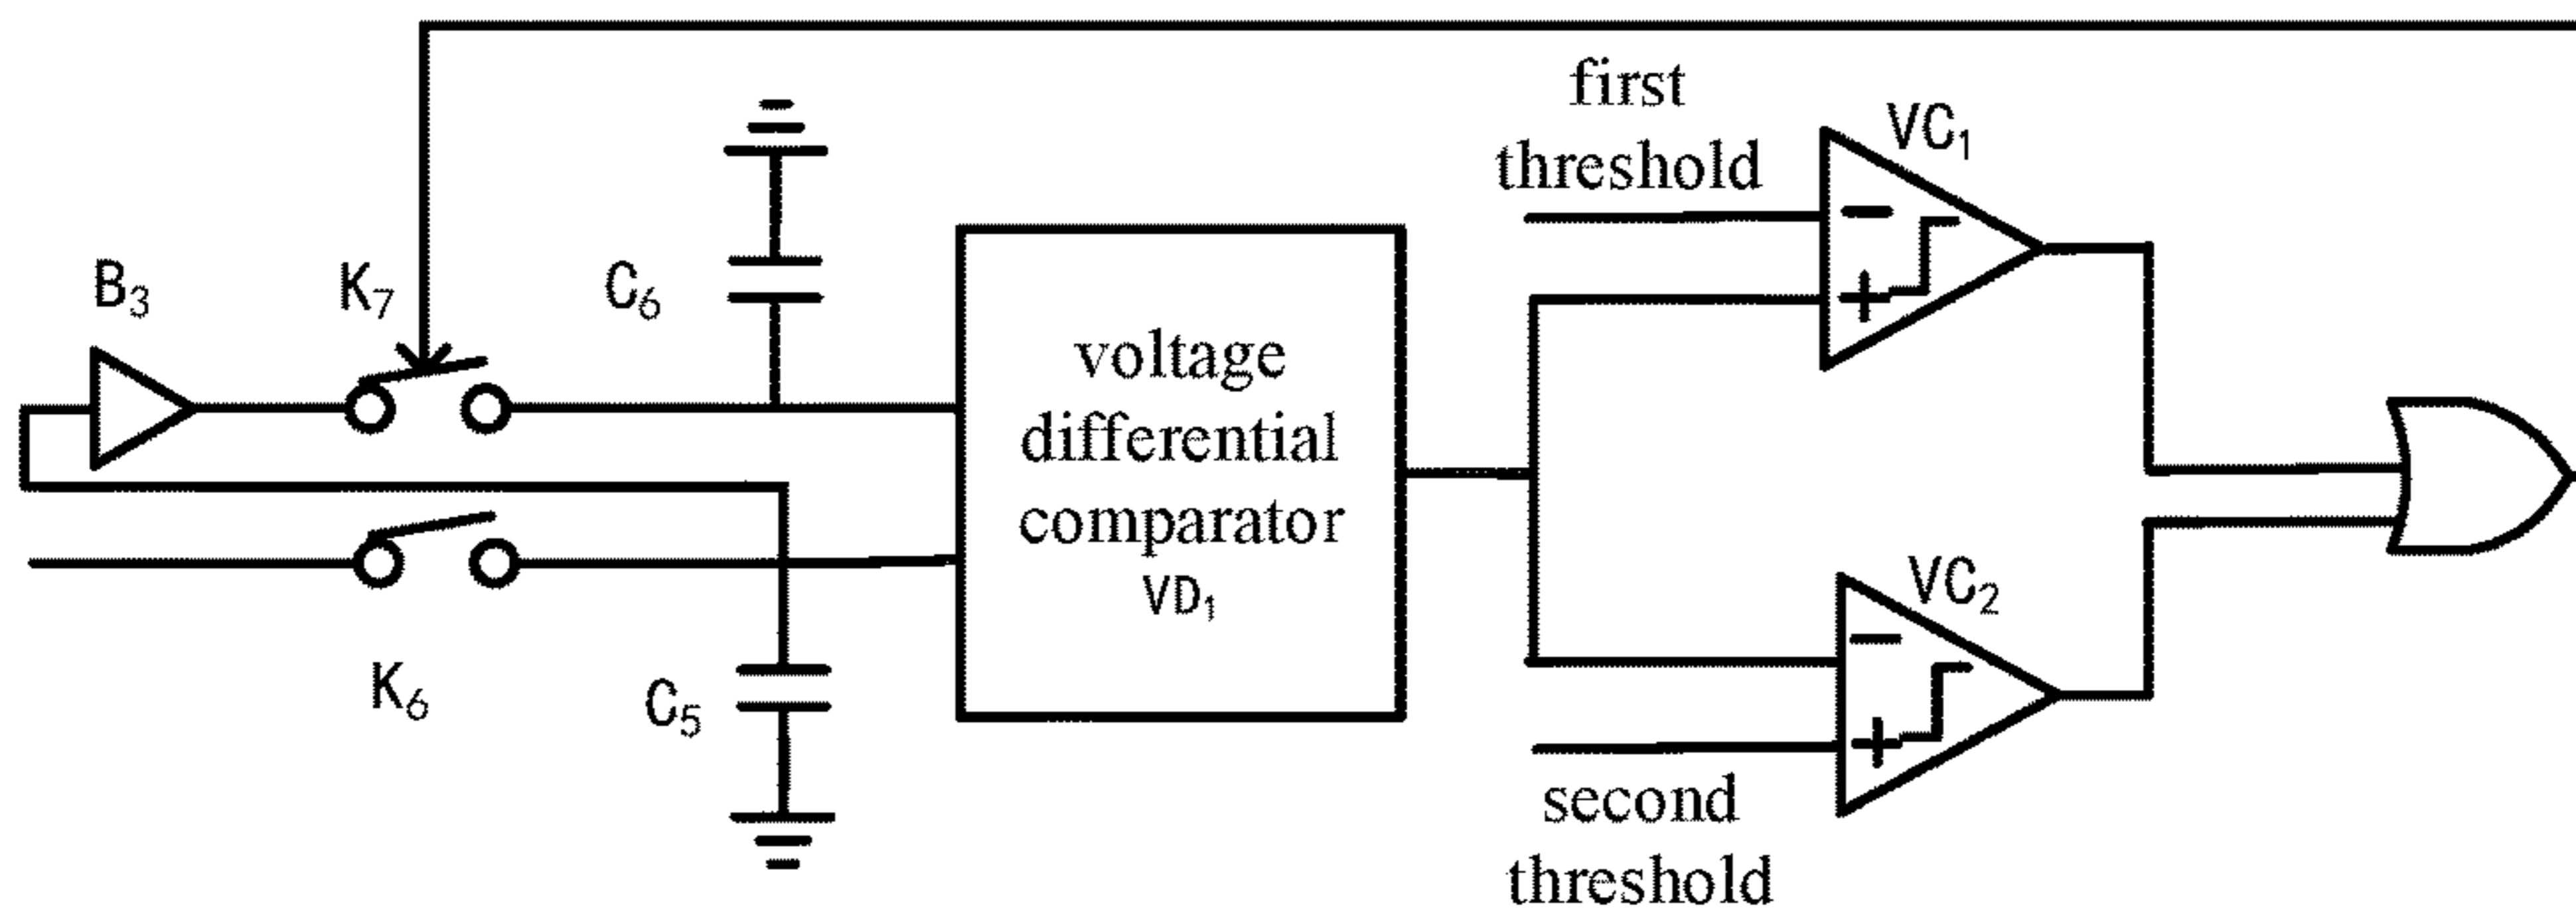 first
threshold
VC₁
B₃
K₇
C₆
voltage
differential
comparator
VD₁
K₆
C₅
VC₂
second
threshold